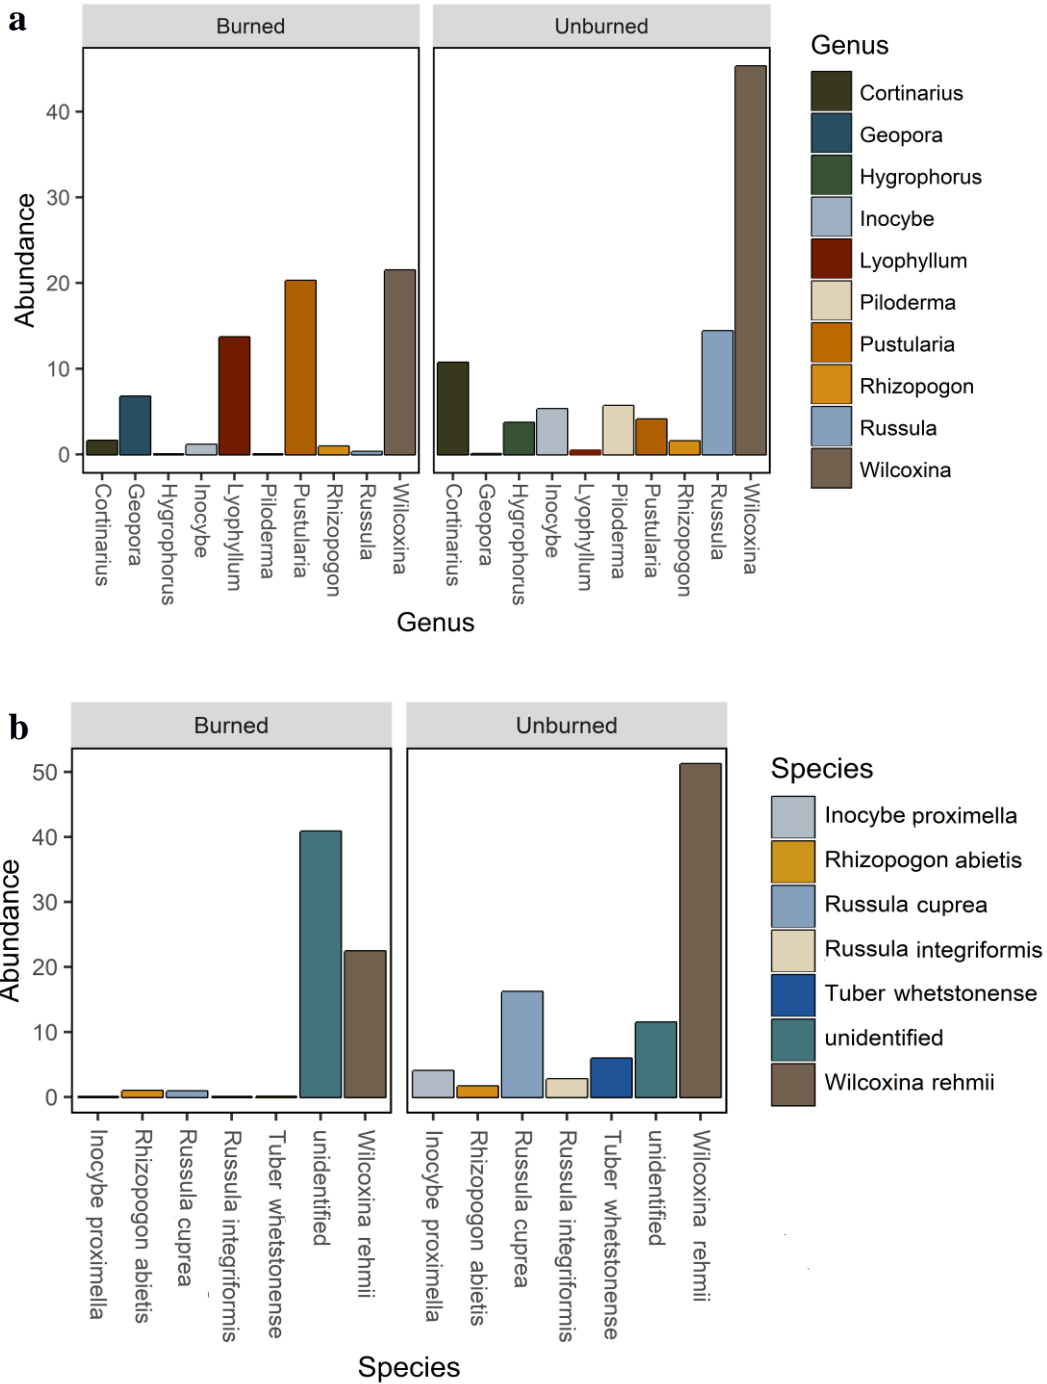 a
Burned
Unburned
Genus
Cortinarius
Geopora
Hygrophorus
Inocybe
Lyophyllum
Piloderma
Pustularia
Rhizopogon
Russula
Wilcoxina
Abundance
40
30
20
10
0
Cortinarius
Geopora
Hygrophorus
Inocybe
Lyophyllum
Piloderma
Pustularia
Rhizopogon
Russula
Wilcoxina
Cortinarius
Geopora
Hygrophorus
Inocybe
Lyophyllum
Piloderma
Pustularia
Rhizopogon
Russula
Wilcoxina
Genus
b
Burned
Unburned
Species
Inocybe proximella
Rhizopogon abietis
Russula cuprea
Russula integriformis
Tuber whetstonense
unidentified
Wilcoxina rehmii
Abundance
50
40
30
20
10
0
Inocybe proximella
Rhizopogon abietis
Russula cuprea
Russula integriformis
Tuber whetstonense
unidentified
Wilcoxina rehmii
Inocybe proximella
Rhizopogon abietis
Russula cuprea
Russula integriformis
Tuber whetstonense
unidentified
Wilcoxina rehmii
Species